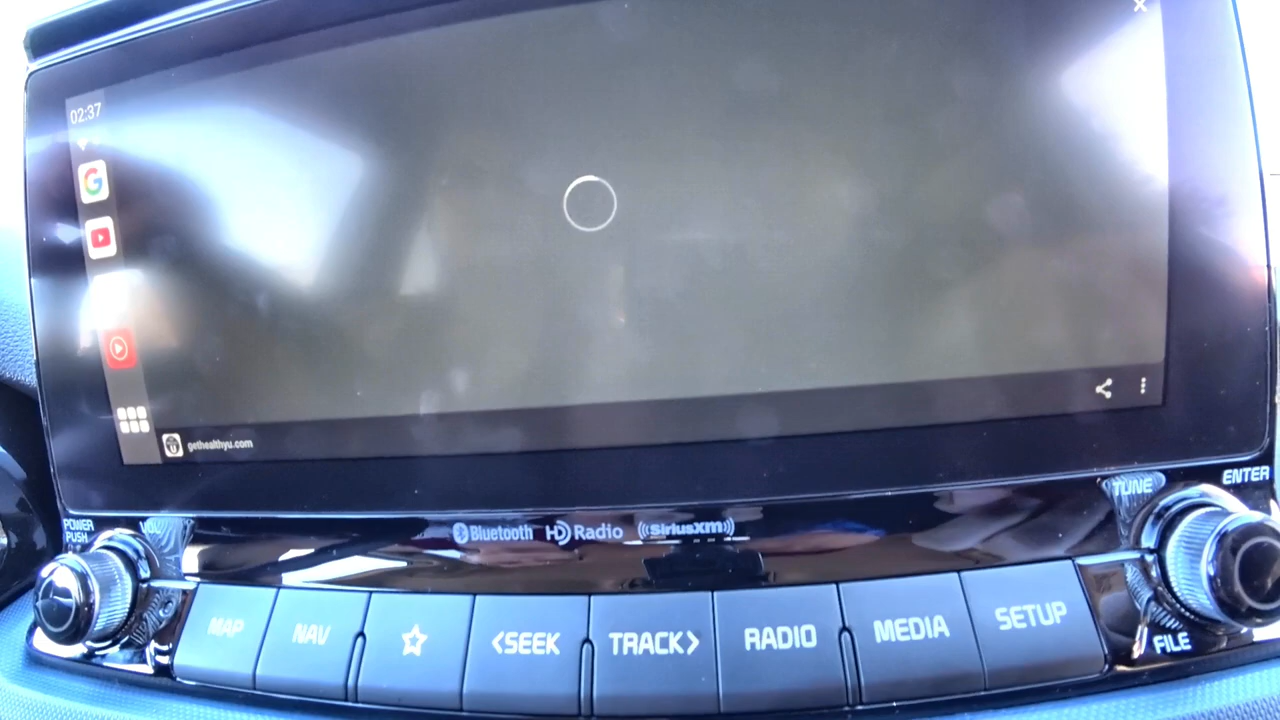 02:37
gethealthyu.com
TUNE
ENTER
POWER
PUSH
VOL
Bluetooth
HD Radio
SiriusXM
MAP
NAV
<SEEK
TRACK>
RADIO
MEDIA
SETUP
FILE